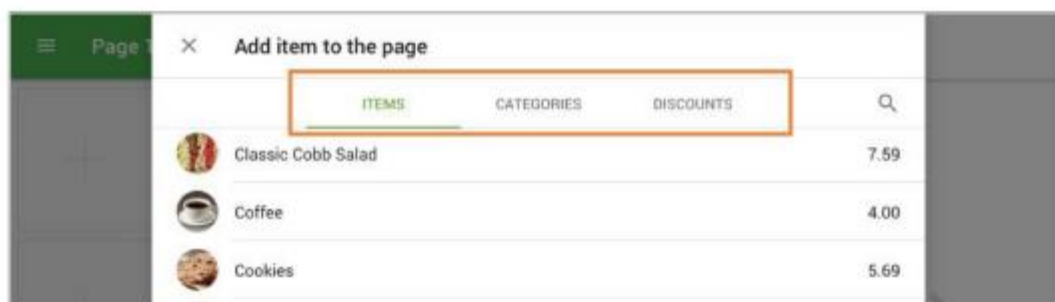 Page
Add item to the page
ITEMS CATEGORIES DISCOUNTS
Classic Cobb Salad 7.59
Coffee 4.00
Cookies 5.69